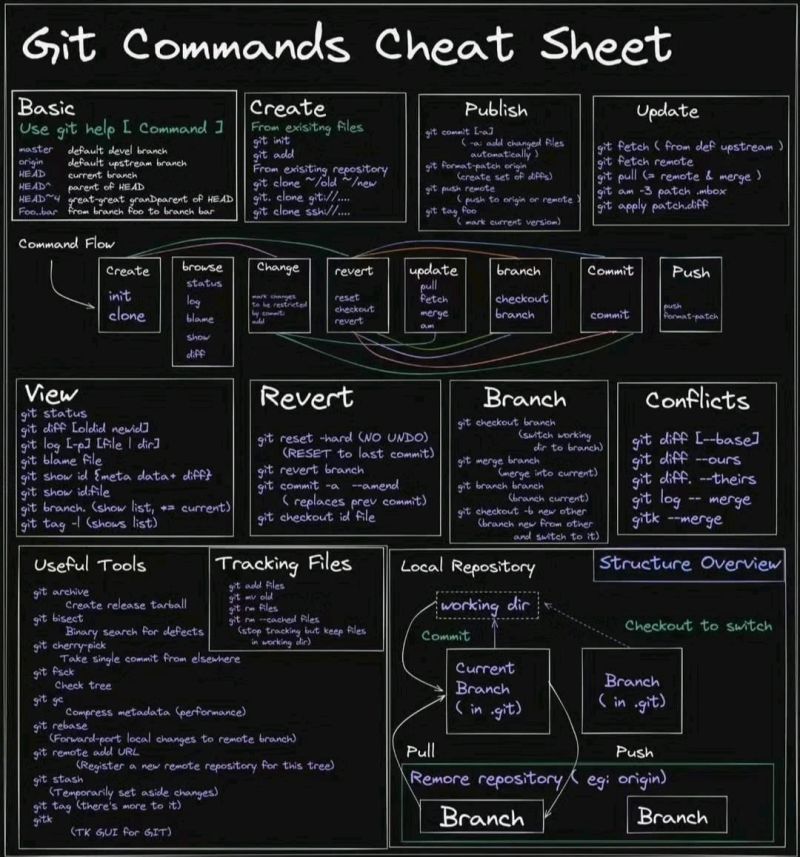 Git Commands Cheat Sheet
Basic
Use git help [ Command ]
master default devel branch
origin default upstream branch
HEAD current branch
HEAD^ parent of HEAD
HEAD~4 great-great grandparent of HEAD
Foo..bar from branch foo to branch bar
Create
From exisitng files
git init
git add
From exisiting repository
git clone ~/old ~/new
git. clone git://....
git clone ssh://....
Publish
git commit [-a]
( -a: add changed files
automatically )
git format-patch origin
(create set of diffs)
git push remote
( push to origin or remote )
git tag foo
( mark current version)
Update
git fetch ( from def upstream )
git fetch remote
git pull (= remote & merge )
git am -3 patch .mbox
git apply patch.diff
Command Flow
Create
init
clone
browse
status
log
blame
show
diff
Change
mark changes
to be restricted
by commit:
add
revert
reset
checkout
revert
update
pull
fetch
merge
am
branch
checkout
branch
Commit
commit
Push
push
format-patch
View
git status
git diff [oldid newid]
git log [-p] [file | dir]
git blame file
git show id {meta data+ diff}
git show id:file
git branch. (show list, *= current)
git tag -l (shows list)
Revert
git reset -hard (NO UNDO)
(RESET to last commit)
git revert branch
git commit -a --amend
( replaces prev commit)
git checkout id file
Branch
git checkout branch
(switch working
dir to branch)
git merge branch
(merge into current)
git branch branch
(branch current)
git checkout -b new other
(branch new from other
and switch to it)
Conflicts
git diff [--base]
git diff --ours
git diff. --theirs
git log -- merge
gitk --merge
Useful Tools
git archive
Create release tarball
git bisect
Binary search for defects
git cherry-pick
Take single commit from elsewhere
git fsck
Check tree
git gc
Compress metadata (performance)
git rebase
(Forward-port local changes to remote branch)
git remote add URL
(Register a new remote repository for this tree)
git stash
(Temporarily set aside changes)
git tag (there's more to it)
gitk
(TK GUI for GIT)
Tracking Files
git add files
git mv old
git rm files
git rm --cached files
(stop tracking but keep files
in working dir)
Local Repository
Structure Overview
working dir
Commit
Checkout to switch
Current
Branch
( in .git)
Branch
( in .git)
Pull
Push
Remore repository ( eg: origin)
Branch
Branch